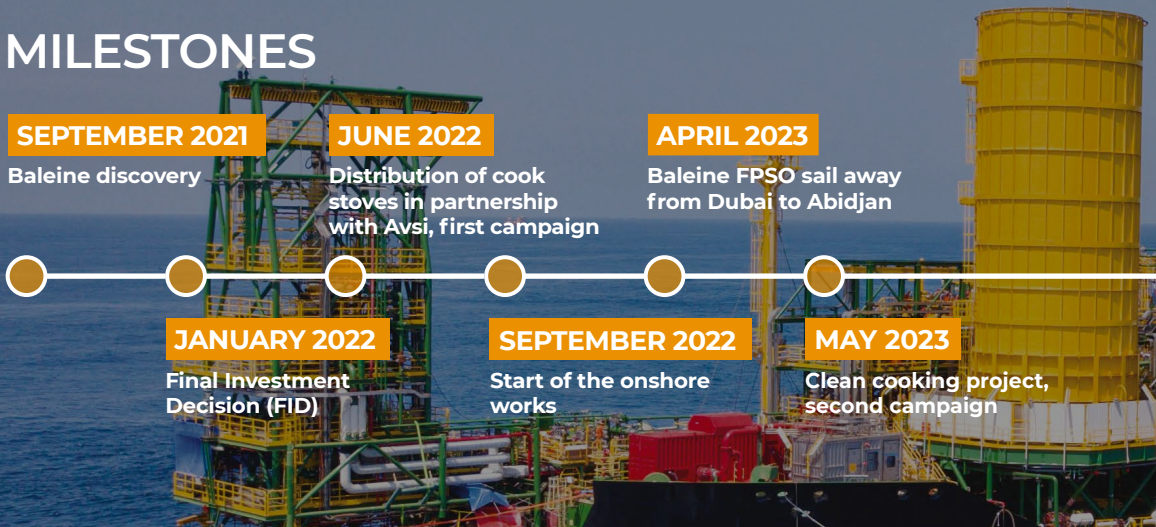 MILESTONES
SEPTEMBER 2021
Baleine discovery
JANUARY 2022
Final Investment
Decision (FID)
JUNE 2022
Distribution of cook
stoves in partnership
with Avsi, first campaign
SEPTEMBER 2022
Start of the onshore
works
APRIL 2023
Baleine FPSO sail away
from Dubai to Abidjan
MAY 2023
Clean cooking project,
second campaign